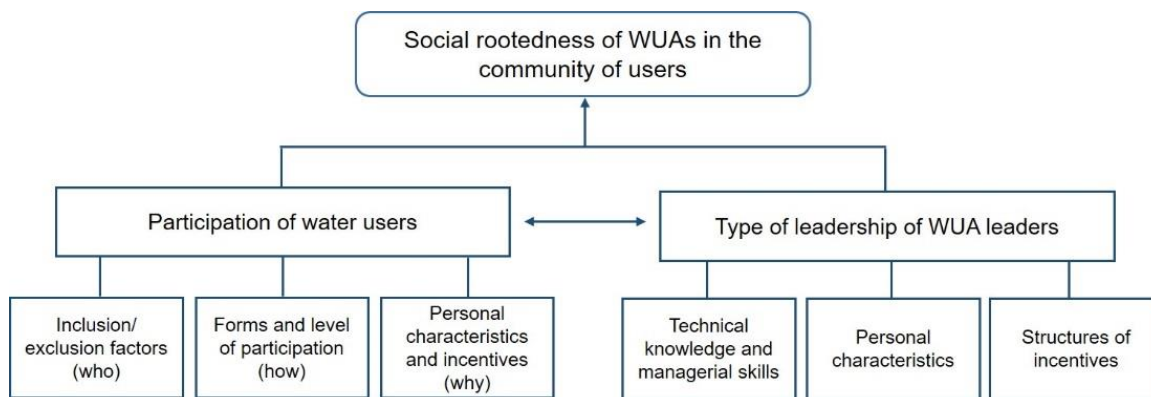 Social rootedness of WUAs in the
community of users
Participation of water users
Type of leadership of WUA leaders
Inclusion/
exclusion factors
(who)
Forms and level
of participation
(how)
Personal
characteristics
and incentives
(why)
Technical
knowledge and
managerial skills
Personal
characteristics
Structures of
incentives